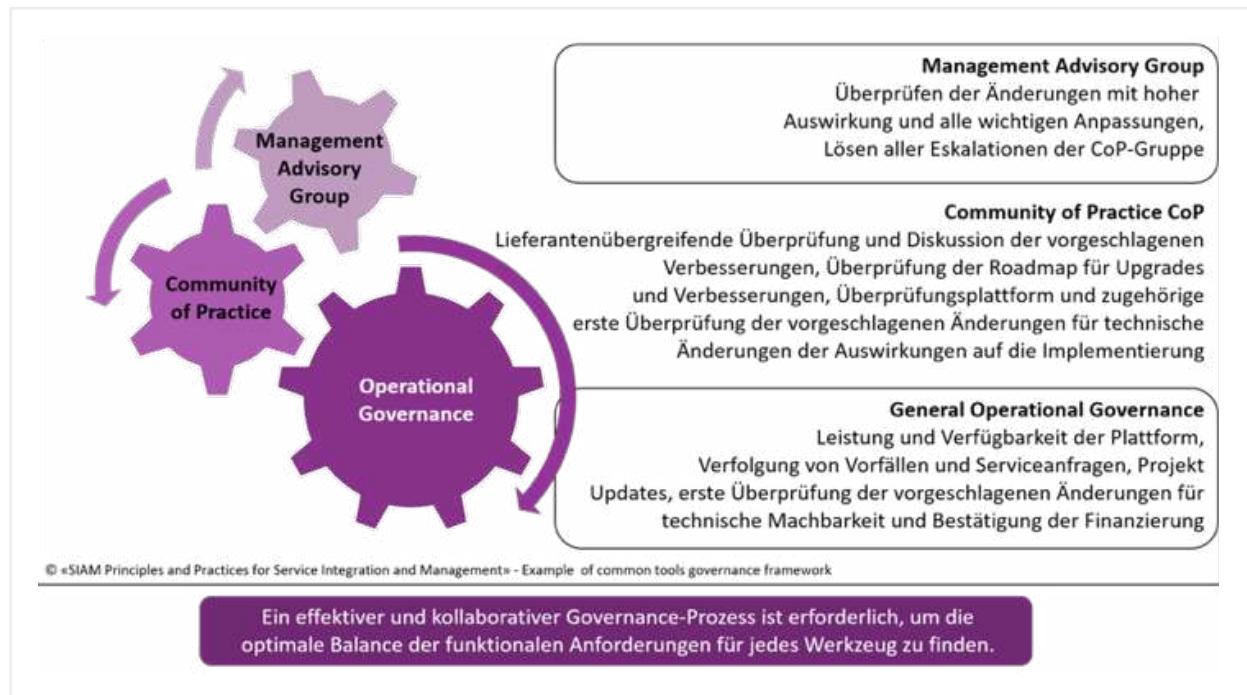 Management
Advisory
Group
Community
of Practice
Operational
Governance
Management Advisory Group
Überprüfen der Änderungen mit hoher
Auswirkung und alle wichtigen Anpassungen,
Lösen aller Eskalationen der CoP-Gruppe
Community of Practice CoP
Lieferantenübergreifende Überprüfung und Diskussion der vorgeschlagenen
Verbesserungen, Überprüfung der Roadmap für Upgrades
und Verbesserungen, Überprüfungsplattform und zugehörige
erste Überprüfung der vorgeschlagenen Änderungen für technische
Änderungen der Auswirkungen auf die Implementierung
General Operational Governance
Leistung und Verfügbarkeit der Plattform,
Verfolgung von Vorfällen und Serviceanfragen, Projekt
Updates, erste Überprüfung der vorgeschlagenen Änderungen für
technische Machbarkeit und Bestätigung der Finanzierung
© «SIAM Principles and Practices for Service Integration and Management» - Example of common tools governance framework
Ein effektiver und kollaborativer Governance-Prozess ist erforderlich, um die
optimale Balance der funktionalen Anforderungen für jedes Werkzeug zu finden.